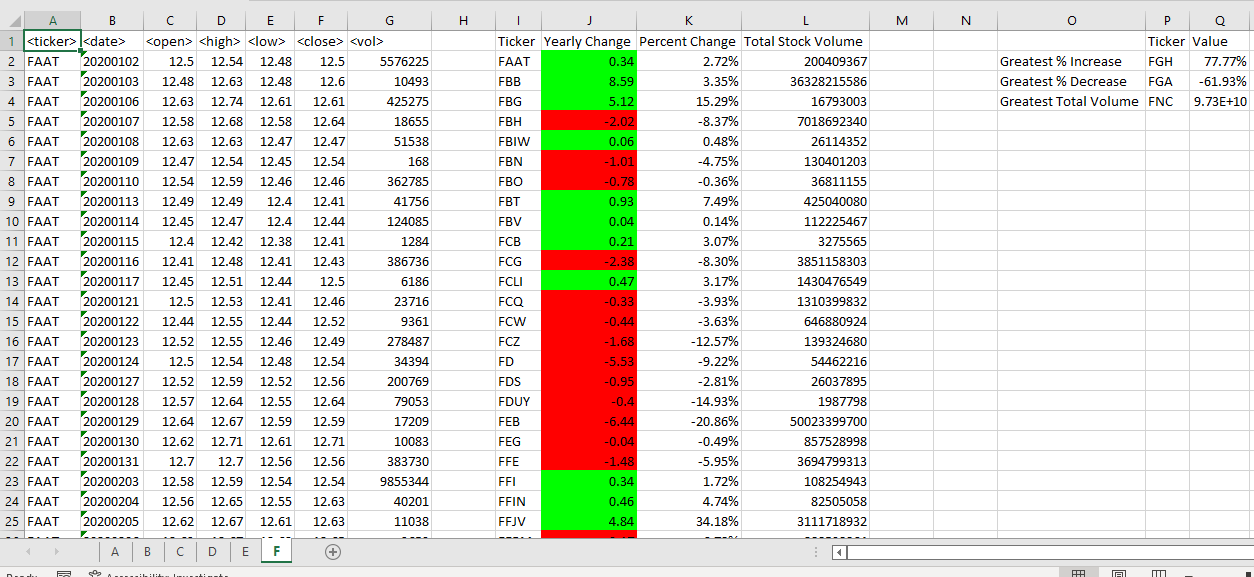 A B C D E F G H I J K L M N O P Q
1 <ticker> <date> <open> <high> <low> <close> <vol> Ticker Yearly Change Percent Change Total Stock Volume Ticker Value
2 FAAT 20200102 12.5 12.54 12.48 12.5 5576225 FAAT 0.34 2.72% 200409367 Greatest % Increase FGH 77.77%
3 FAAT 20200103 12.48 12.63 12.48 12.6 10493 FBB 8.59 3.35% 36328215586 Greatest % Decrease FGA -61.93%
4 FAAT 20200106 12.63 12.74 12.61 12.61 425275 FBG 5.12 15.29% 16793003 Greatest Total Volume FNC 9.73E+10
5 FAAT 20200107 12.58 12.68 12.58 12.64 18655 FBH -2.02 -8.37% 7018692340
6 FAAT 20200108 12.63 12.63 12.47 12.47 51538 FBIW 0.06 0.48% 26114352
7 FAAT 20200109 12.47 12.54 12.45 12.54 168 FBN -1.01 -4.75% 130401203
8 FAAT 20200110 12.54 12.59 12.46 12.46 362785 FBO -0.78 -0.36% 36811155
9 FAAT 20200113 12.49 12.49 12.4 12.41 41756 FBT 0.93 7.49% 425040080
10 FAAT 20200114 12.45 12.47 12.4 12.44 124085 FBV 0.04 0.14% 112225467
11 FAAT 20200115 12.4 12.42 12.38 12.41 1284 FCB 0.21 3.07% 3275565
12 FAAT 20200116 12.41 12.48 12.41 12.43 386736 FCG -2.38 -8.30% 3851158303
13 FAAT 20200117 12.45 12.51 12.44 12.5 6186 FCLI 0.47 3.17% 1430476549
14 FAAT 20200121 12.5 12.53 12.41 12.46 23716 FCQ -0.33 -3.93% 1310399832
15 FAAT 20200122 12.44 12.55 12.44 12.52 9361 FCW -0.44 -3.63% 646880924
16 FAAT 20200123 12.52 12.55 12.46 12.49 278487 FCZ -1.68 -12.57% 139324680
17 FAAT 20200124 12.5 12.54 12.48 12.54 34394 FD -5.53 -9.22% 54462216
18 FAAT 20200127 12.52 12.59 12.52 12.56 200769 FDS -0.95 -2.81% 26037895
19 FAAT 20200128 12.57 12.64 12.55 12.64 79053 FDUY -0.4 -14.93% 1987798
20 FAAT 20200129 12.64 12.67 12.59 12.59 17209 FEB -6.44 -20.86% 50023399700
21 FAAT 20200130 12.62 12.71 12.61 12.71 10083 FEG -0.04 -0.49% 857528998
22 FAAT 20200131 12.7 12.7 12.56 12.56 383730 FFE -1.48 -5.95% 3694799313
23 FAAT 20200203 12.58 12.59 12.54 12.54 9855344 FFI 0.34 1.72% 108254943
24 FAAT 20200204 12.56 12.65 12.55 12.63 40201 FFIN 0.46 4.74% 82505058
25 FAAT 20200205 12.62 12.67 12.61 12.63 11038 FFJV 4.84 34.18% 3111718932
A B C D E F